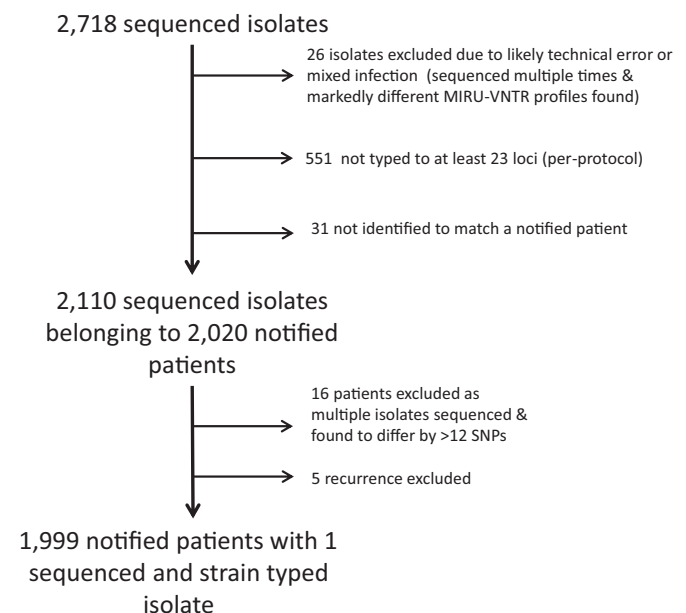 2,718 sequenced isolates
26 isolates excluded due to likely technical error or
mixed infection (sequenced multiple times &
markedly different MIRU-VNTR profiles found)
551 not typed to at least 23 loci (per-protocol)
31 not identified to match a notified patient
2,110 sequenced isolates
belonging to 2,020 notified
patients
16 patients excluded as
multiple isolates sequenced &
found to differ by >12 SNPs
5 recurrence excluded
1,999 notified patients with 1
sequenced and strain typed
isolate